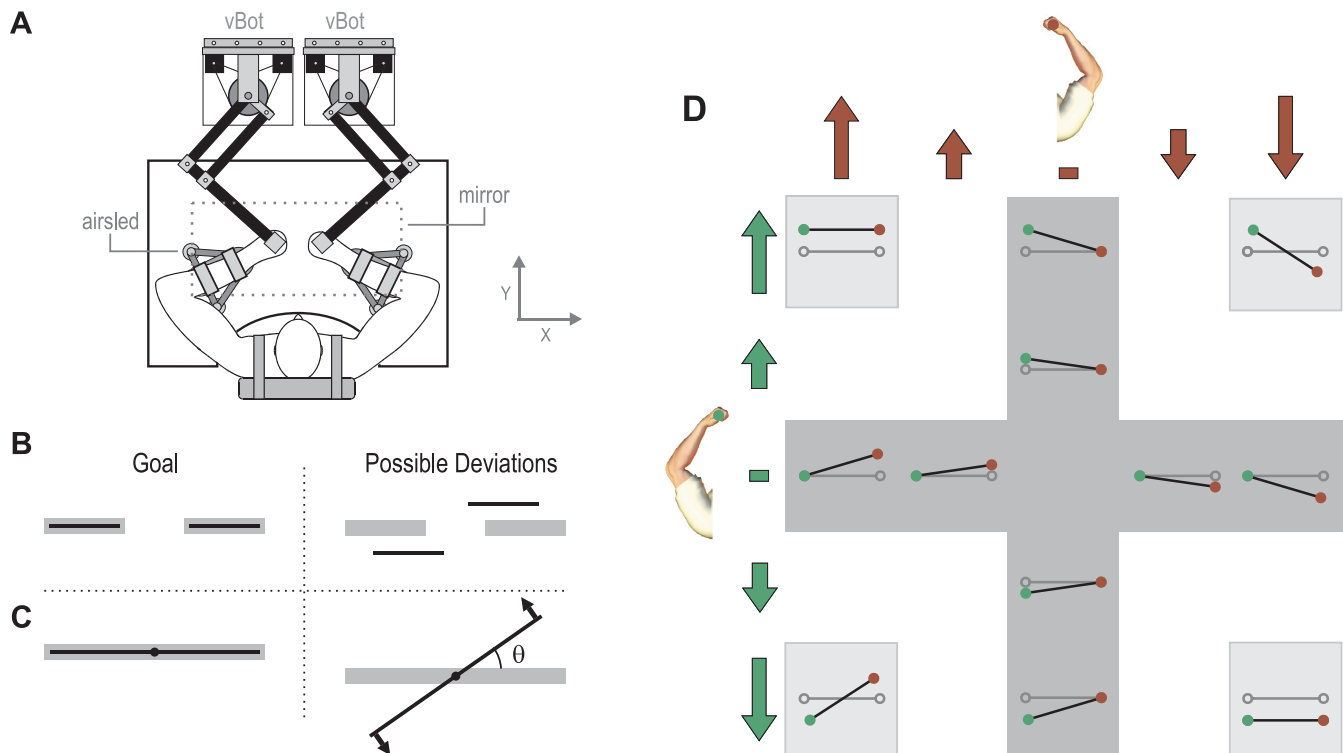 A
vBot
vBot
airsled
mirror
Y
X
B
Goal
Possible Deviations
C
θ
D